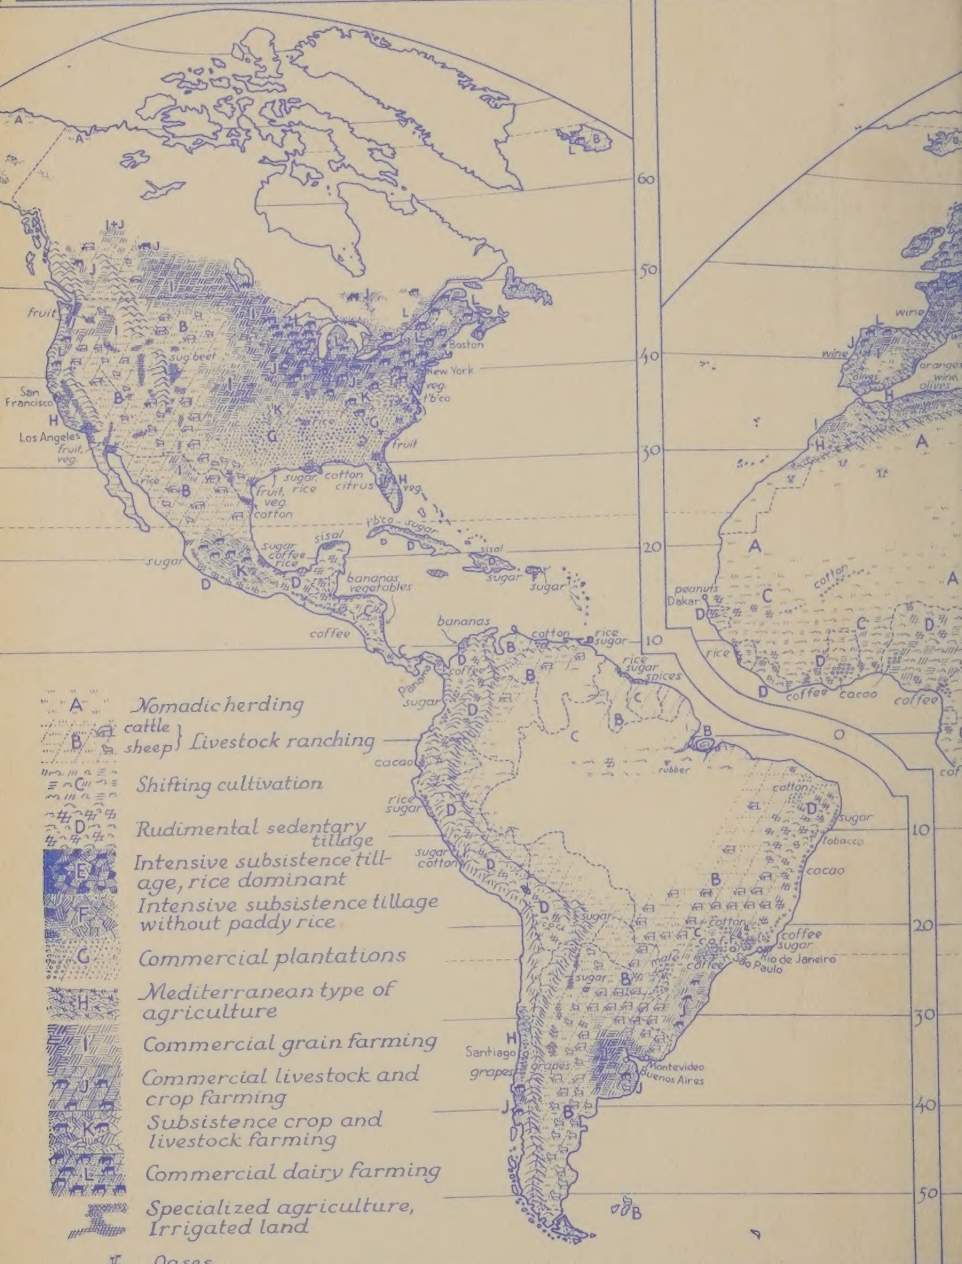 A
A
B
L
60
I+J
J
J
50
I
J
L
L
L
fruit
I
B
I
L
L
Boston
wine
L
J
wine
40
sug. beet
J
New York
veg.
t'b'co
oranges
wine,
olives
olives
San
Francisco
B
I
K
K
rice
G
G
fruit
H
H
Los Angeles
fruit,
veg.
30
I
H
A
rice
I
B
sugar, cotton
rice
citrus
H
veg.
fruit,
veg.
cotton
t'b'co
sugar
D
D
sisal
sugar
coffee
rice
sisal
sugar
sugar
20
A
sugar
D
K
D
bananas
vegetables
C
coffee
cotton
A
peanuts
Dakar
C
D
C
D
bananas
cotton
rice
sugar
10
rice
D
D
coffee
cacao
coffee
Panama
sugar
D
coffee
B
B
rice
sugar
spices
C
D
C
B
B
0
rubber
cacao
rice
sugar
D
cotton
D
sugar
tobacco
10
sugar
cotton
D
cacao
B
D
sugar
cotton
coffee
sugar
20
Rio de Janeiro
São Paulo
mate
C
coffee
B
sugar
J
30
H
Santiago
grapes
Montevideo
Buenos Aires
J
B
40
50
B
A Nomadic herding
B cattle
sheep } Livestock ranching
C Shifting cultivation
D Rudimental sedentary
tillage
E Intensive subsistence till-
age, rice dominant
F Intensive subsistence tillage
without paddy rice
G Commercial plantations
H Mediterranean type of
agriculture
I Commercial grain farming
J Commercial livestock and
crop farming
K Subsistence crop and
livestock farming
L Commercial dairy farming
Specialized agriculture,
Irrigated land
Oases